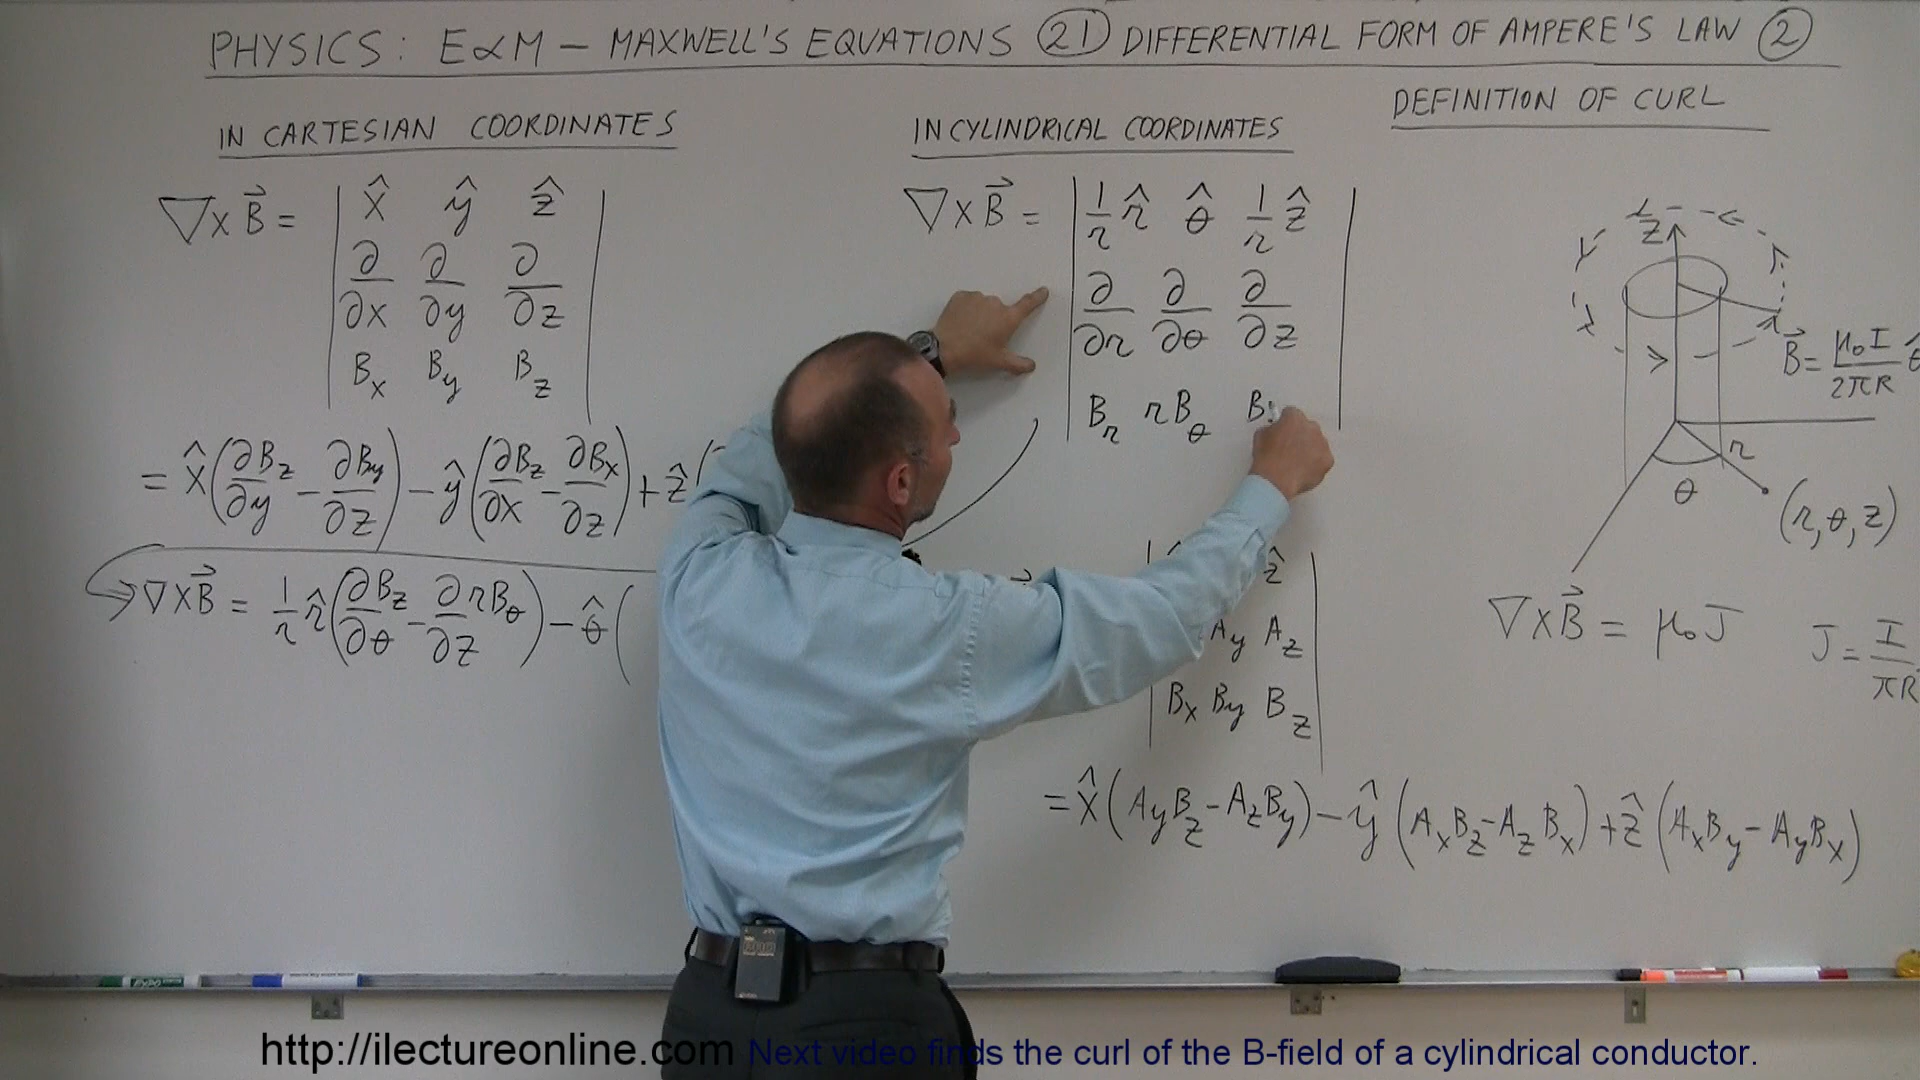 PHYSICS: E&M – MAXWELL'S EQUATIONS (21) DIFFERENTIAL FORM OF AMPERE'S LAW (2)
IN CARTESIAN COORDINATES
∇ x B⃗ = | x̂ ŷ ẑ |
∂/∂x ∂/∂y ∂/∂z
Bx By Bz
= x̂(∂Bz/∂y – ∂By/∂z) – ŷ(∂Bz/∂x – ∂Bx/∂z) + ẑ(
∇xB⃗ = 1/r r̂(∂Bz/∂θ – ∂rBθ/∂z) – θ̂(
IN CYLINDRICAL COORDINATES
∇ x B⃗ = | 1/r r̂ θ̂ 1/r ẑ |
∂/∂r ∂/∂θ ∂/∂z
Br rBθ B
ẑ
Ay Az
Bx By Bz
= x̂(AyBz – AzBy) – ŷ(AxBz – AzBx) + ẑ(AxBy – AyBx)
DEFINITION OF CURL
z
B⃗ = μ₀I/2πR θ̂
r
θ
(r, θ, z)
∇xB⃗ = μ₀J
J = I/πR
http://ilectureonline.com Next video finds the curl of the B-field of a cylindrical conductor.